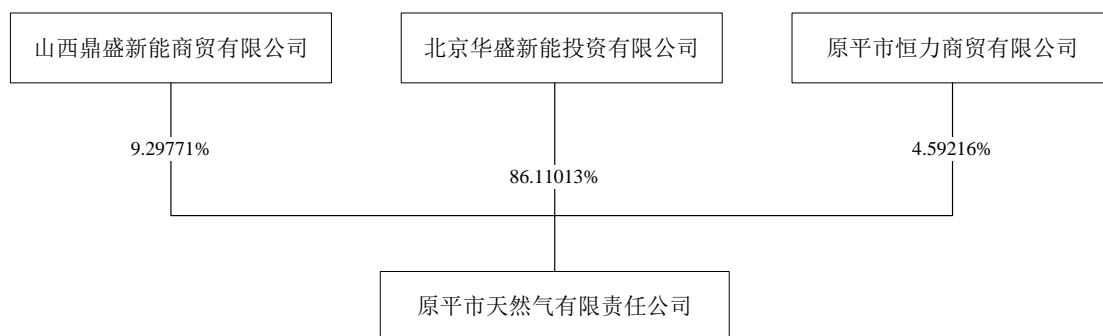 山西鼎盛新能商贸有限公司
北京华盛新能投资有限公司
原平市恒力商贸有限公司
9.29771%
86.11013%
4.59216%
原平市天然气有限责任公司